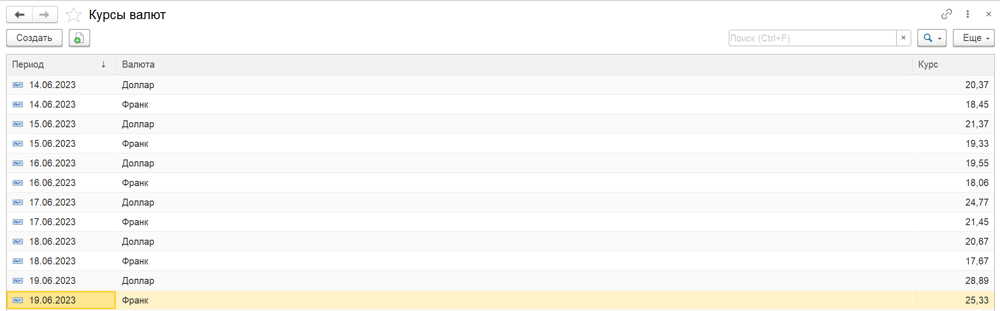 Курсы валют
Создать Поиск (Ctrl+F) × Еще
Период ↓ Валюта Курс
14.06.2023 Доллар 20,37
14.06.2023 Франк 18,45
15.06.2023 Доллар 21,37
15.06.2023 Франк 19,33
16.06.2023 Доллар 19,55
16.06.2023 Франк 18,06
17.06.2023 Доллар 24,77
17.06.2023 Франк 21,45
18.06.2023 Доллар 20,67
18.06.2023 Франк 17,67
19.06.2023 Доллар 28,89
19.06.2023 Франк 25,33